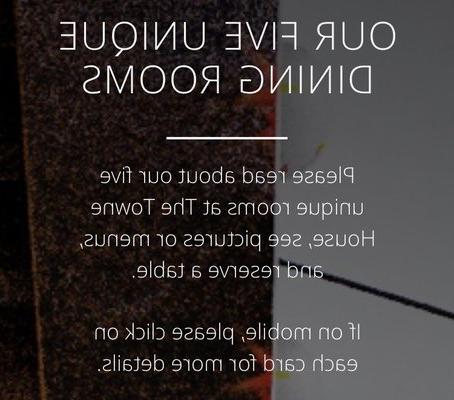 OUR FIVE UNIQUE
DINING ROOMS
Please read about our five
unique rooms at The Towne
House, see pictures or menus,
and reserve a table.
If on mobile, please click on
each card for more details.